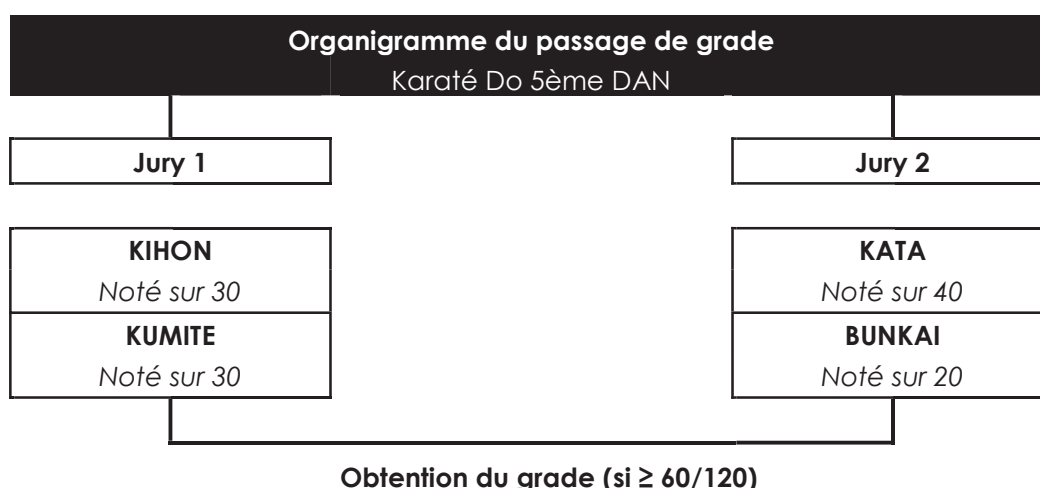 Organigramme du passage de grade
Karaté Do 5ème DAN
Jury 1
Jury 2
KIHON
Noté sur 30
KUMITE
Noté sur 30
KATA
Noté sur 40
BUNKAI
Noté sur 20
Obtention du grade (si ≥ 60/120)